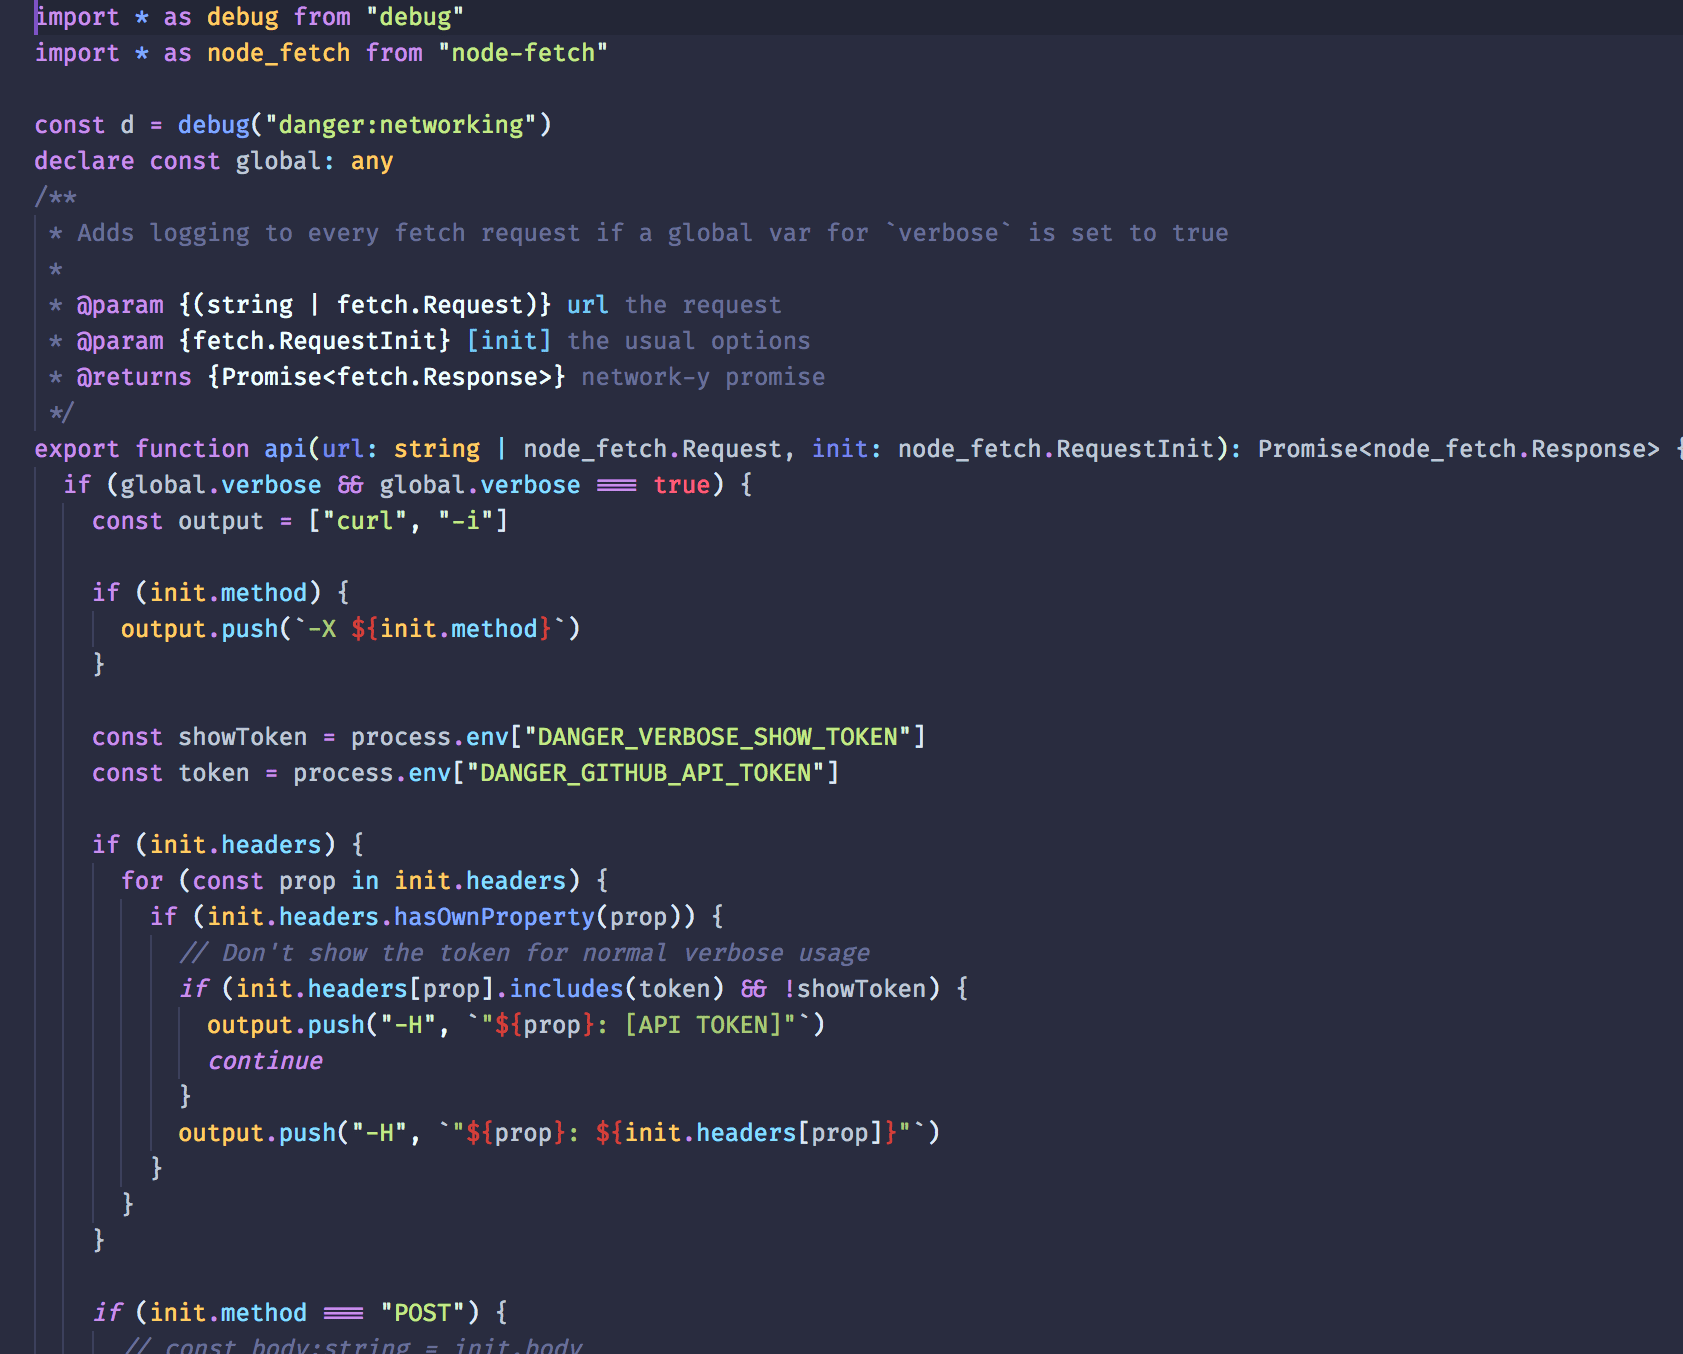 import * as debug from "debug"
import * as node_fetch from "node-fetch"

const d = debug("danger:networking")
declare const global: any
/**
 * Adds logging to every fetch request if a global var for `verbose` is set to true
 *
 * @param {(string | fetch.Request)} url the request
 * @param {fetch.RequestInit} [init] the usual options
 * @returns {Promise<fetch.Response>} network-y promise
 */
export function api(url: string | node_fetch.Request, init: node_fetch.RequestInit): Promise<node_fetch.Response> {
  if (global.verbose && global.verbose === true) {
    const output = ["curl", "-i"]

    if (init.method) {
      output.push(`-X ${init.method}`)
    }

    const showToken = process.env["DANGER_VERBOSE_SHOW_TOKEN"]
    const token = process.env["DANGER_GITHUB_API_TOKEN"]

    if (init.headers) {
      for (const prop in init.headers) {
        if (init.headers.hasOwnProperty(prop)) {
          // Don't show the token for normal verbose usage
          if (init.headers[prop].includes(token) && !showToken) {
            output.push("-H", `"${prop}: [API TOKEN]"`)
            continue
          }
          output.push("-H", `"${prop}: ${init.headers[prop]}"`)
        }
      }
    }

    if (init.method === "POST") {
      // const body:string = init.body